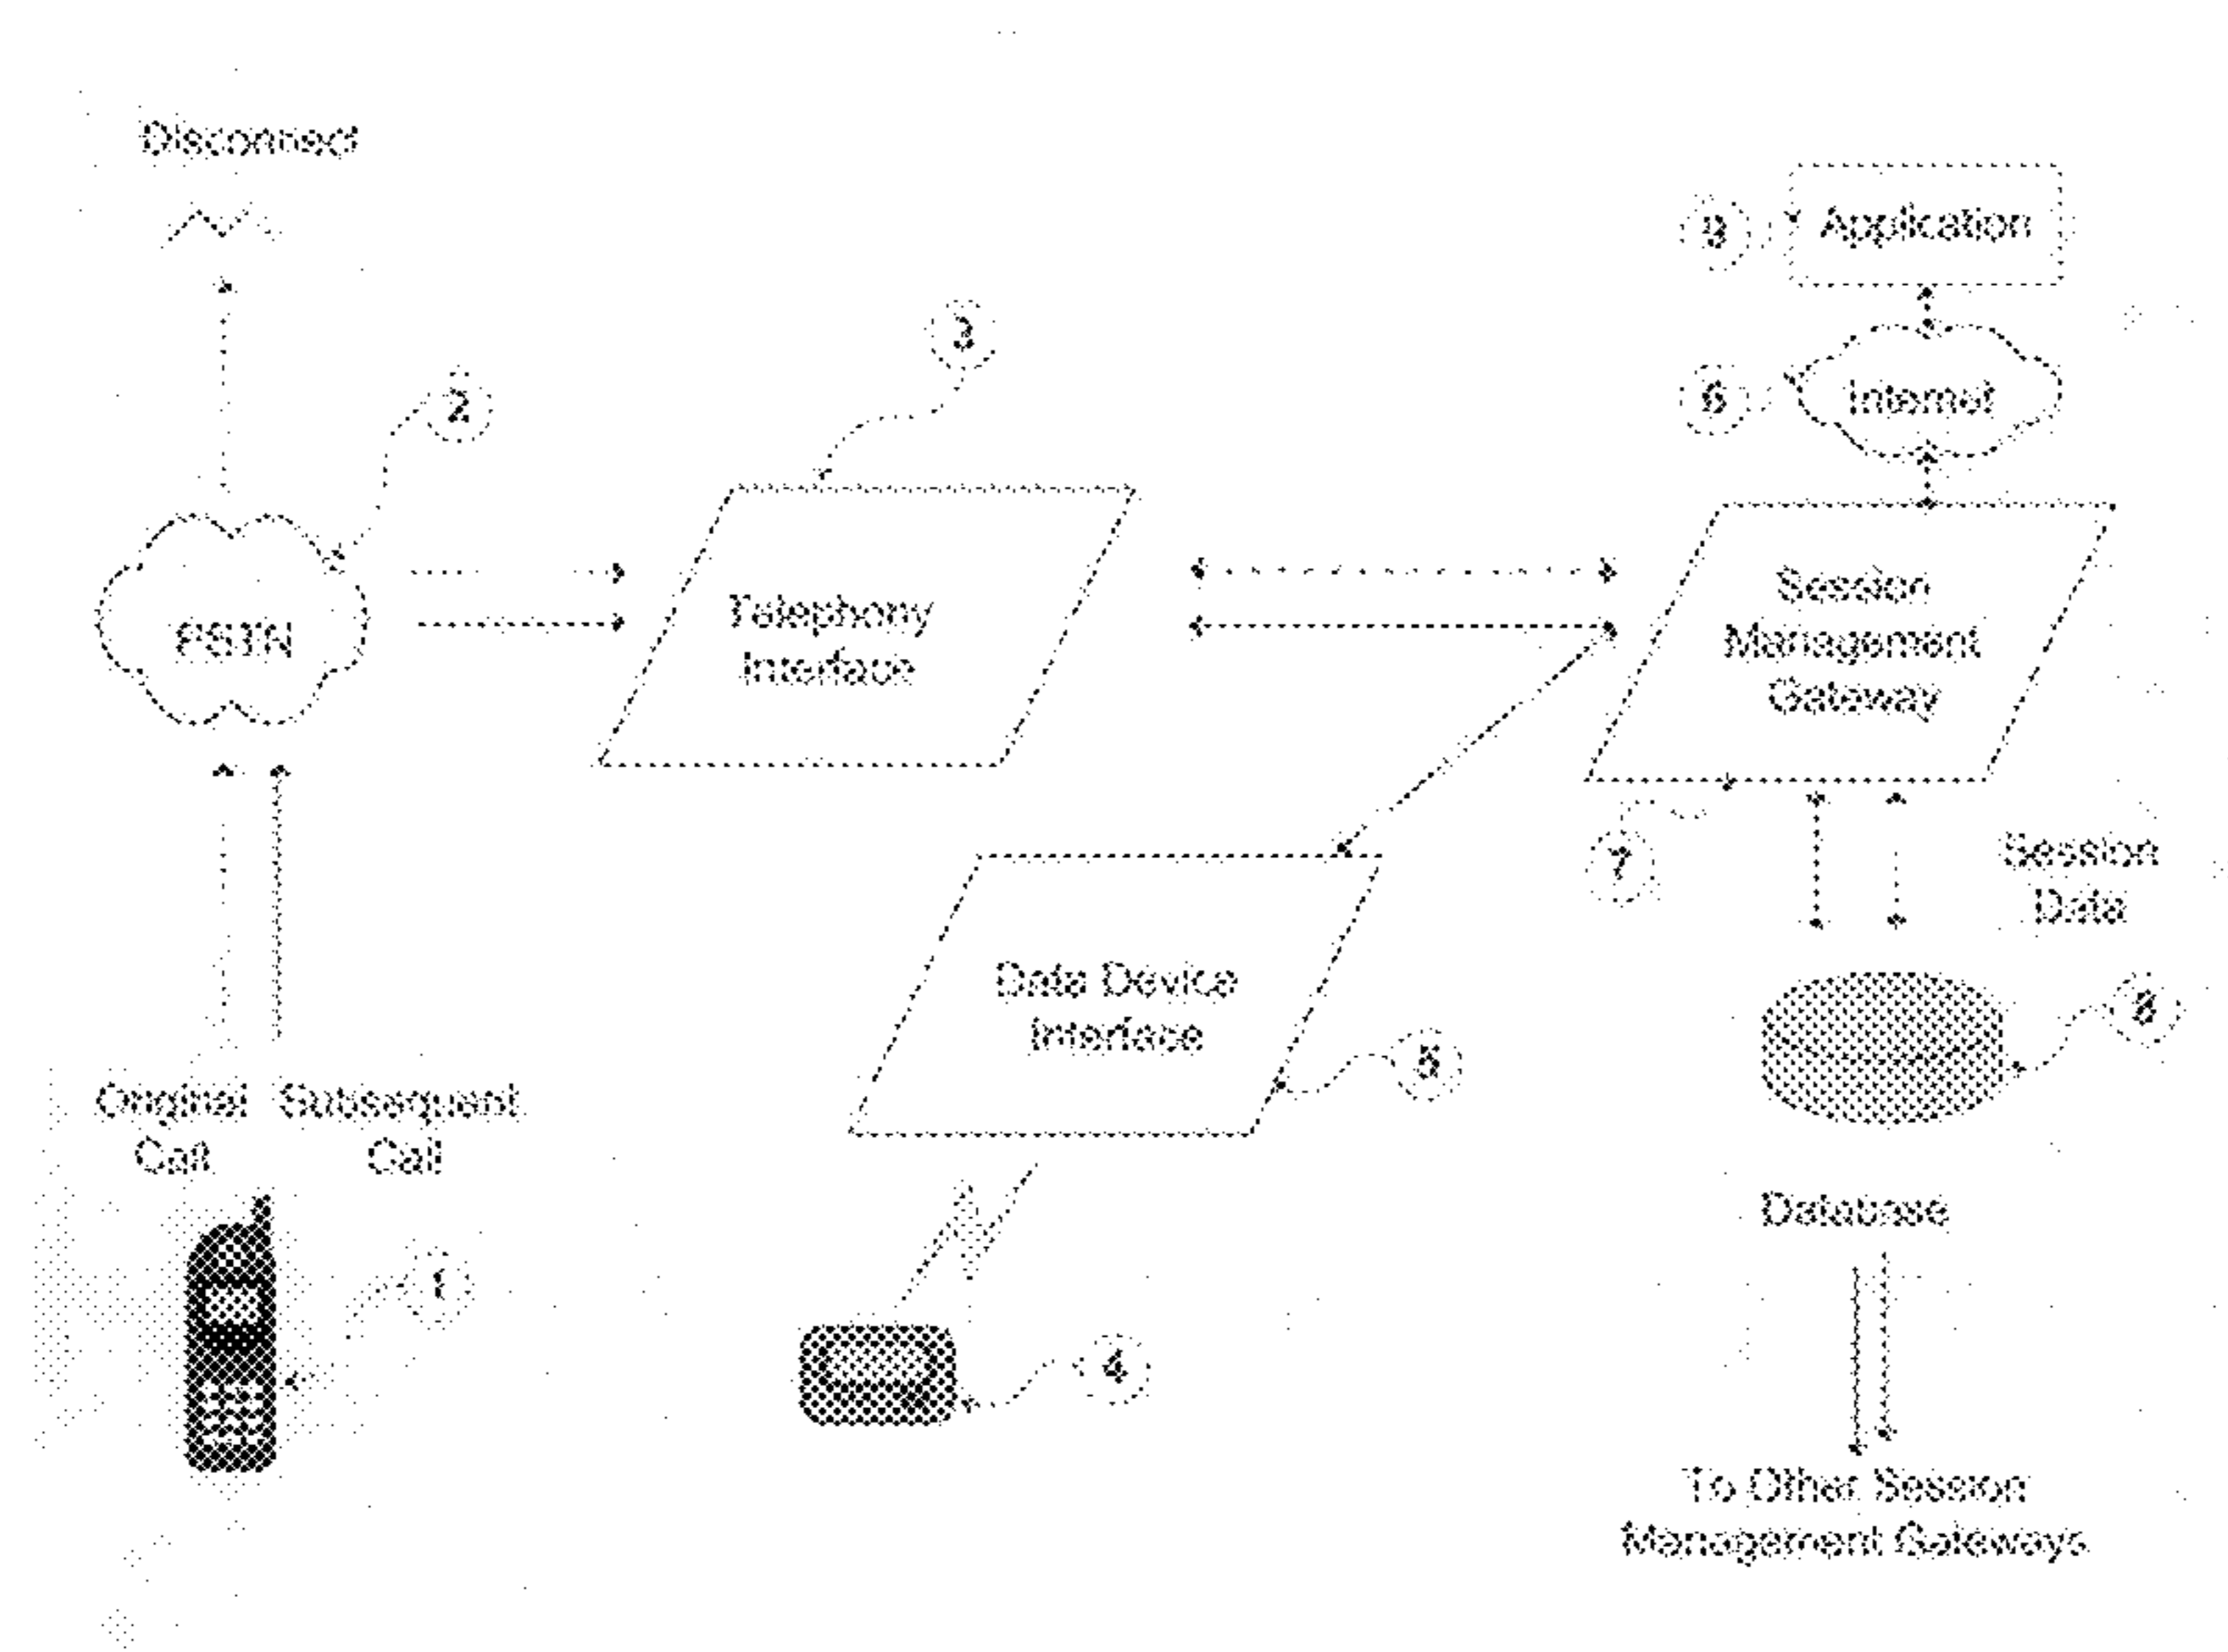 Disconnect
9
Application
3
2
6
Internet
PSTN
Telephony
Interface
Session
Management
Gateway
7
Session
Data
Data Device
Interface
5
8
Original
Call
Subsequent
Call
Database
1
4
To Other Session
Management Gateways